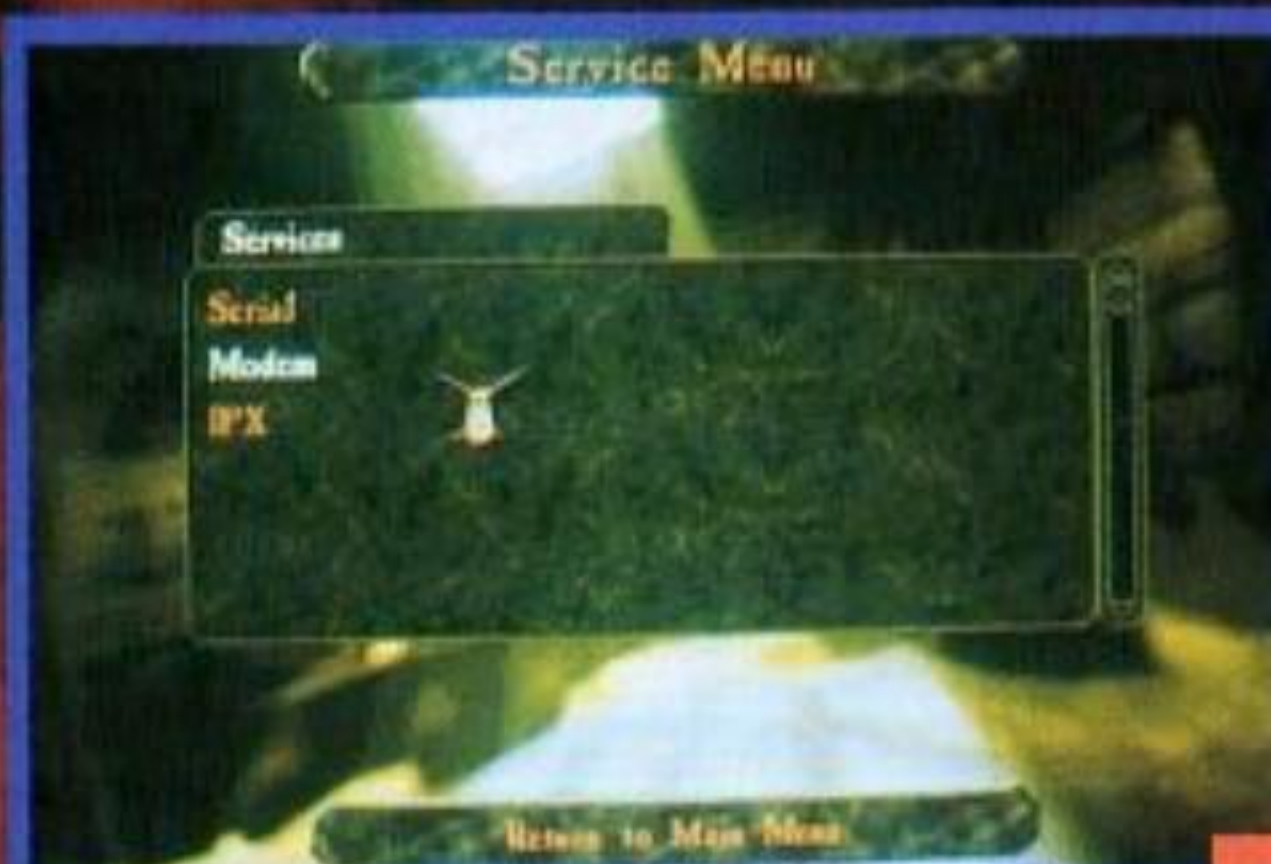 Service Menu
Services
Serial
Modem
IPX
Return to Main Menu